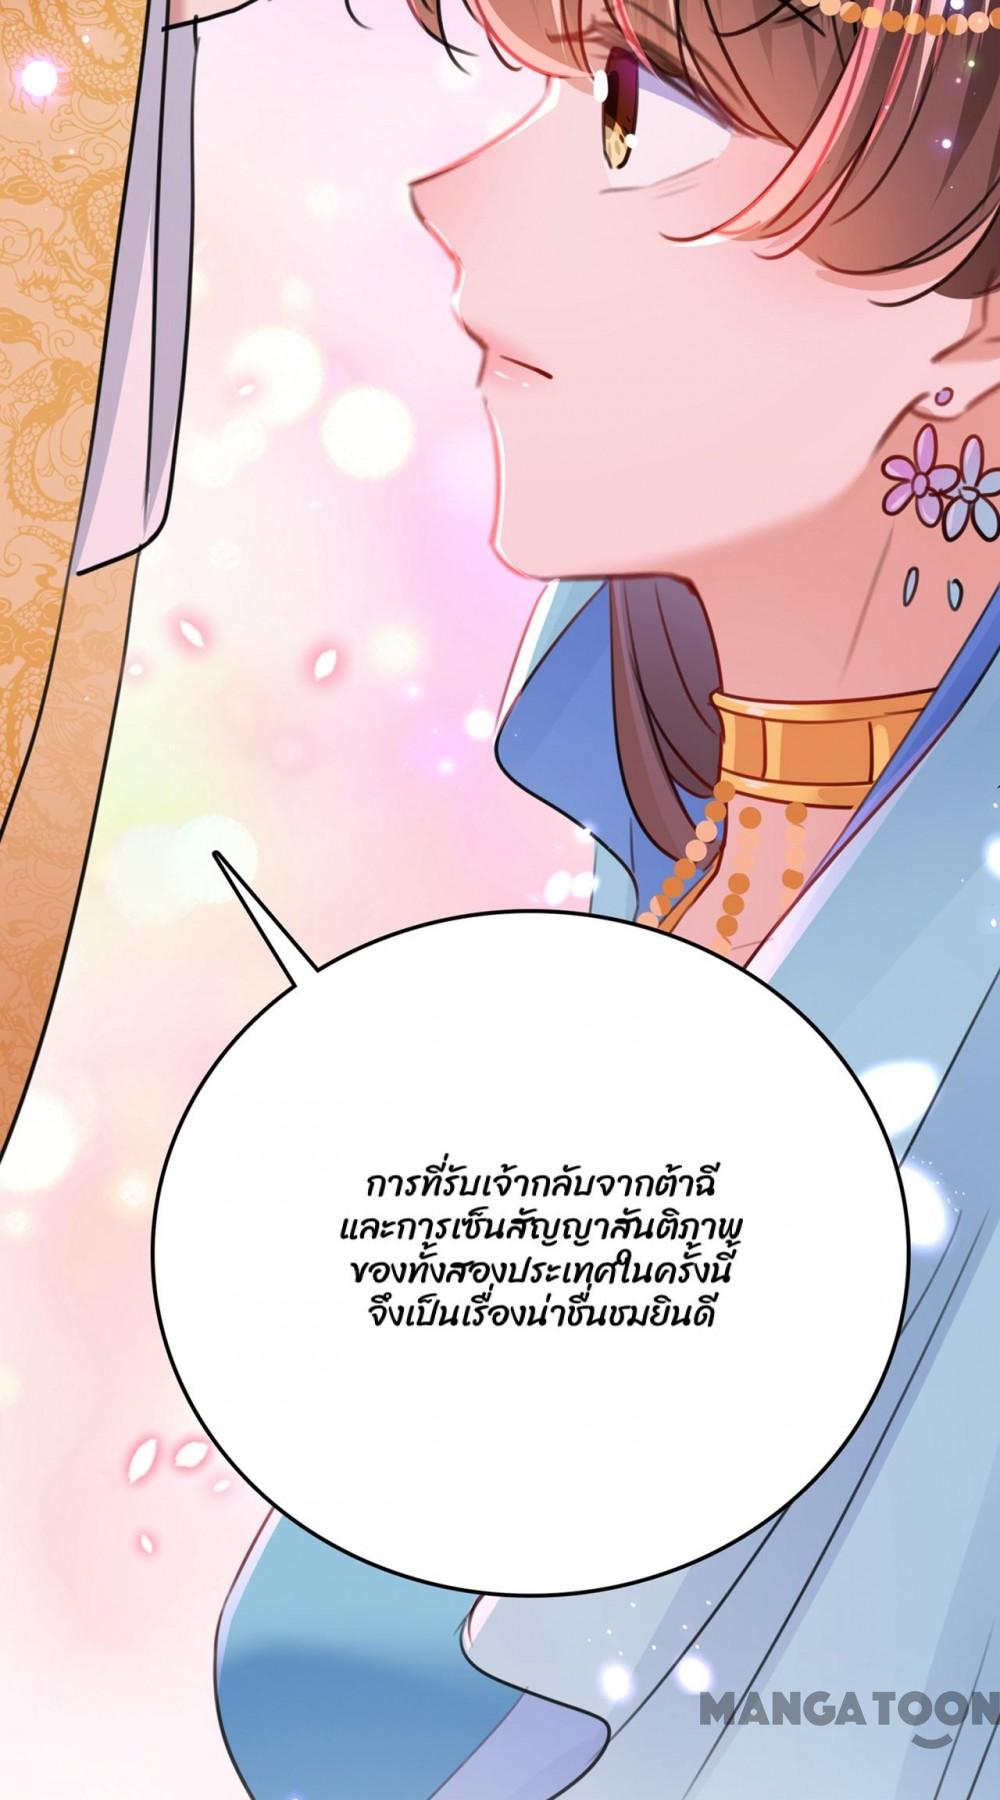 การที่รับเจ้ากลับจากต้าฉี
และการเซ็นสัญญาสันติภาพ
ของทั้งสองประเทศในครั้งนี้
จึงเป็นเรื่องน่าชื่นชมยินดี
MANGATOON